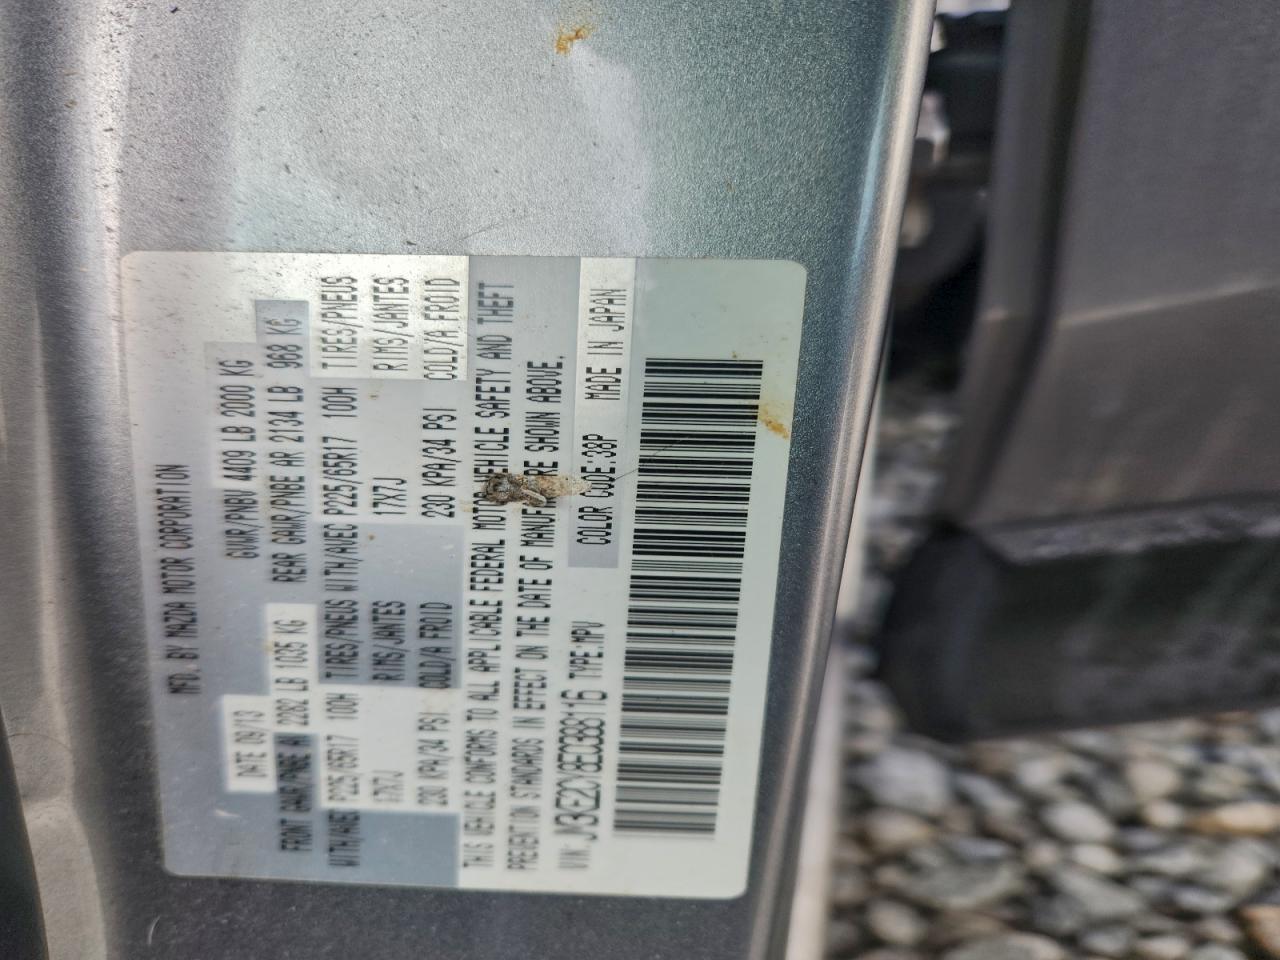 MFD. BY MAZDA MOTOR CORPORATION
DATE 09/13 GVWR/PNBV 4409 LB 2000 KG
FRONT GAWR/PNBE AV 2282 LB 1035 KG REAR GAWR/PNBE AR 2134 LB 968 KG
WITH/AVEC P225/65R17 100H TIRES/PNEUS WITH/AVEC P225/65R17 100H TIRES/PNEUS
17X7J RIMS/JANTES 17X7J RIMS/JANTES
230 KPA/34 PSI COLD/A FROID 230 KPA/34 PSI COLD/A FROID
THIS VEHICLE CONFORMS TO ALL APPLICABLE FEDERAL MOTOR VEHICLE SAFETY AND THEFT
PREVENTION STANDARDS IN EFFECT ON THE DATE OF MANUFACTURE SHOWN ABOVE.
VIN: TYPE:MPV COLOR CODE:38P MADE IN JAPAN